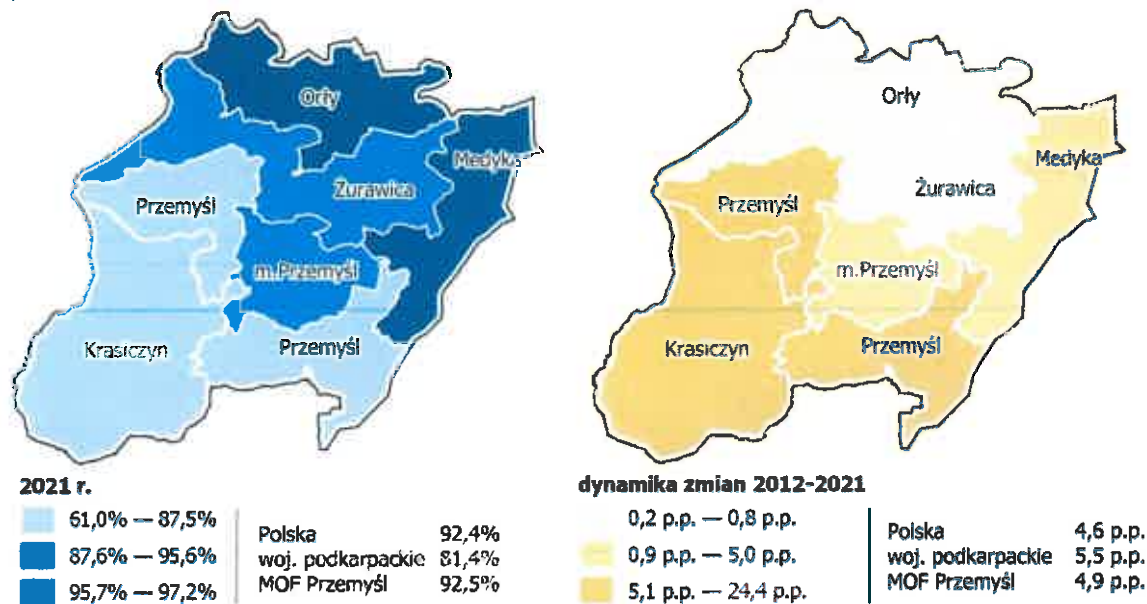 Orły
Medyka
Żurawica
Przemyśl
m.Przemyśl
Krasiczyn
Przemyśl
2021 r.
61,0% — 87,5%
87,6% — 95,6%
95,7% — 97,2%
Polska 92,4%
woj. podkarpackie 81,4%
MOF Przemyśl 92,5%
Orły
Medyka
Żurawica
Przemyśl
m.Przemyśl
Krasiczyn
Przemyśl
dynamika zmian 2012-2021
0,2 p.p. — 0,8 p.p.
0,9 p.p. — 5,0 p.p.
5,1 p.p. — 24,4 p.p.
Polska 4,6 p.p.
woj. podkarpackie 5,5 p.p.
MOF Przemyśl 4,9 p.p.